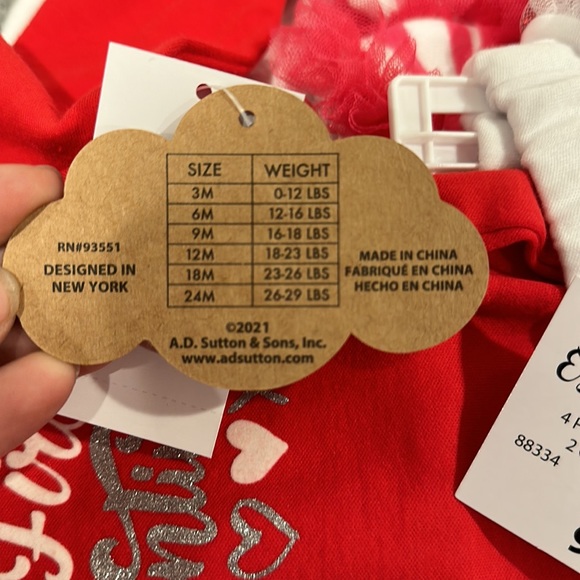 SIZE WEIGHT
3M 0-12 LBS
6M 12-16 LBS
9M 16-18 LBS
12M 18-23 LBS
18M 23-26 LBS
24M 26-29 LBS
RN#93551
DESIGNED IN
NEW YORK
MADE IN CHINA
FABRIQUÉ EN CHINA
HECHO EN CHINA
©2021
A.D. Sutton & Sons, Inc.
www.adsutton.com
88334